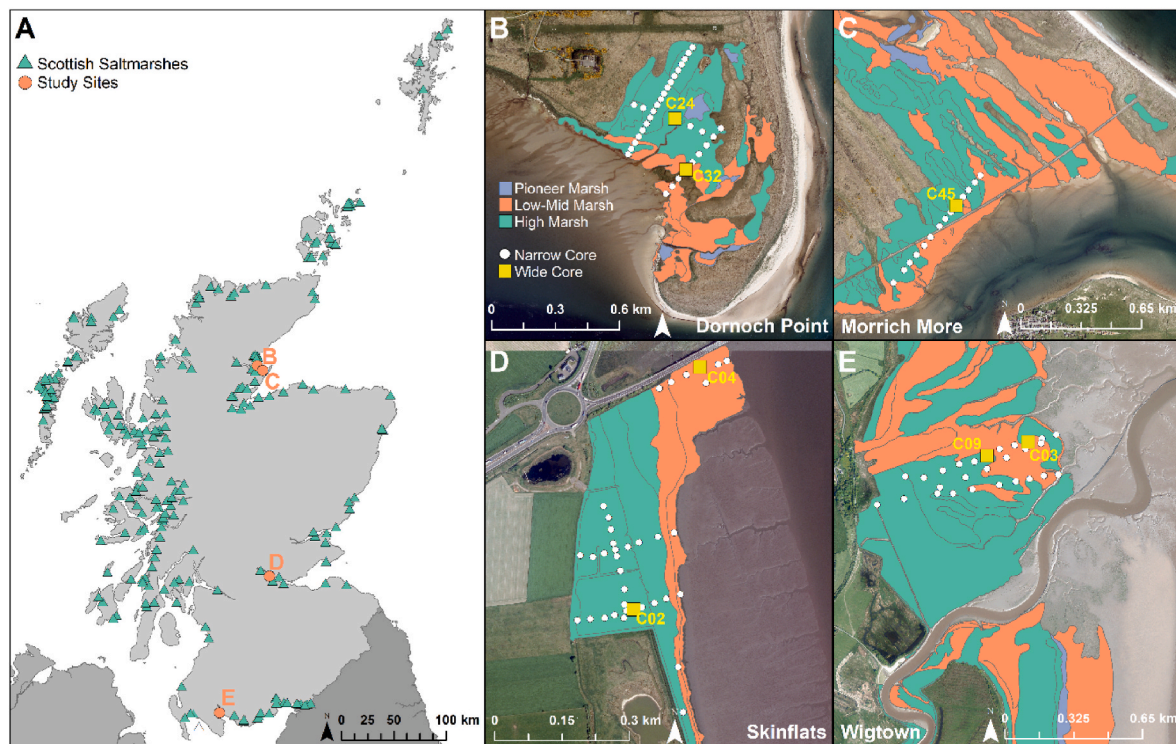 A
Scottish Saltmarshes
Study Sites
B
C
D
E
N
0 25 50 100 km
B
C24
C32
Pioneer Marsh
Low-Mid Marsh
High Marsh
Narrow Core
Wide Core
0 0.3 0.6 km
N
Dornoch Point
C
C45
N
0 0.325 0.65 km
Morrich More
D
C04
C02
0 0.15 0.3 km
N
Skinflats
E
C09
C03
N
0 0.325 0.65 km
Wigtown